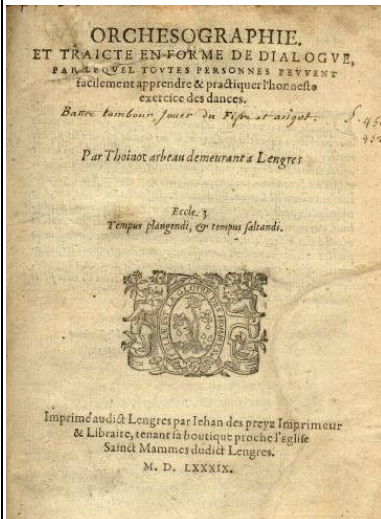 ORCHESOGRAPHIE.
ET TRAICTE EN FORME DE DIALOGVE,
PAR LEQVEL TOVTES PERSONNES PEVVENT
facilement apprendre & practiquer l'honneste
exercice des dances.
Battre tambour, Jouer du Fifre et arigot.
Par Thoinot arbeau demeurant a Lengres
Eccle. 3
Tempus plangendi, & tempus saltandi.
Imprimé audict Lengres par Iehan des preyz Imprimeur
& Libraire, tenant sa boutique proche l'Eglise
Sainct Mammes dudict Lengres.
M. D. LXXXIX.